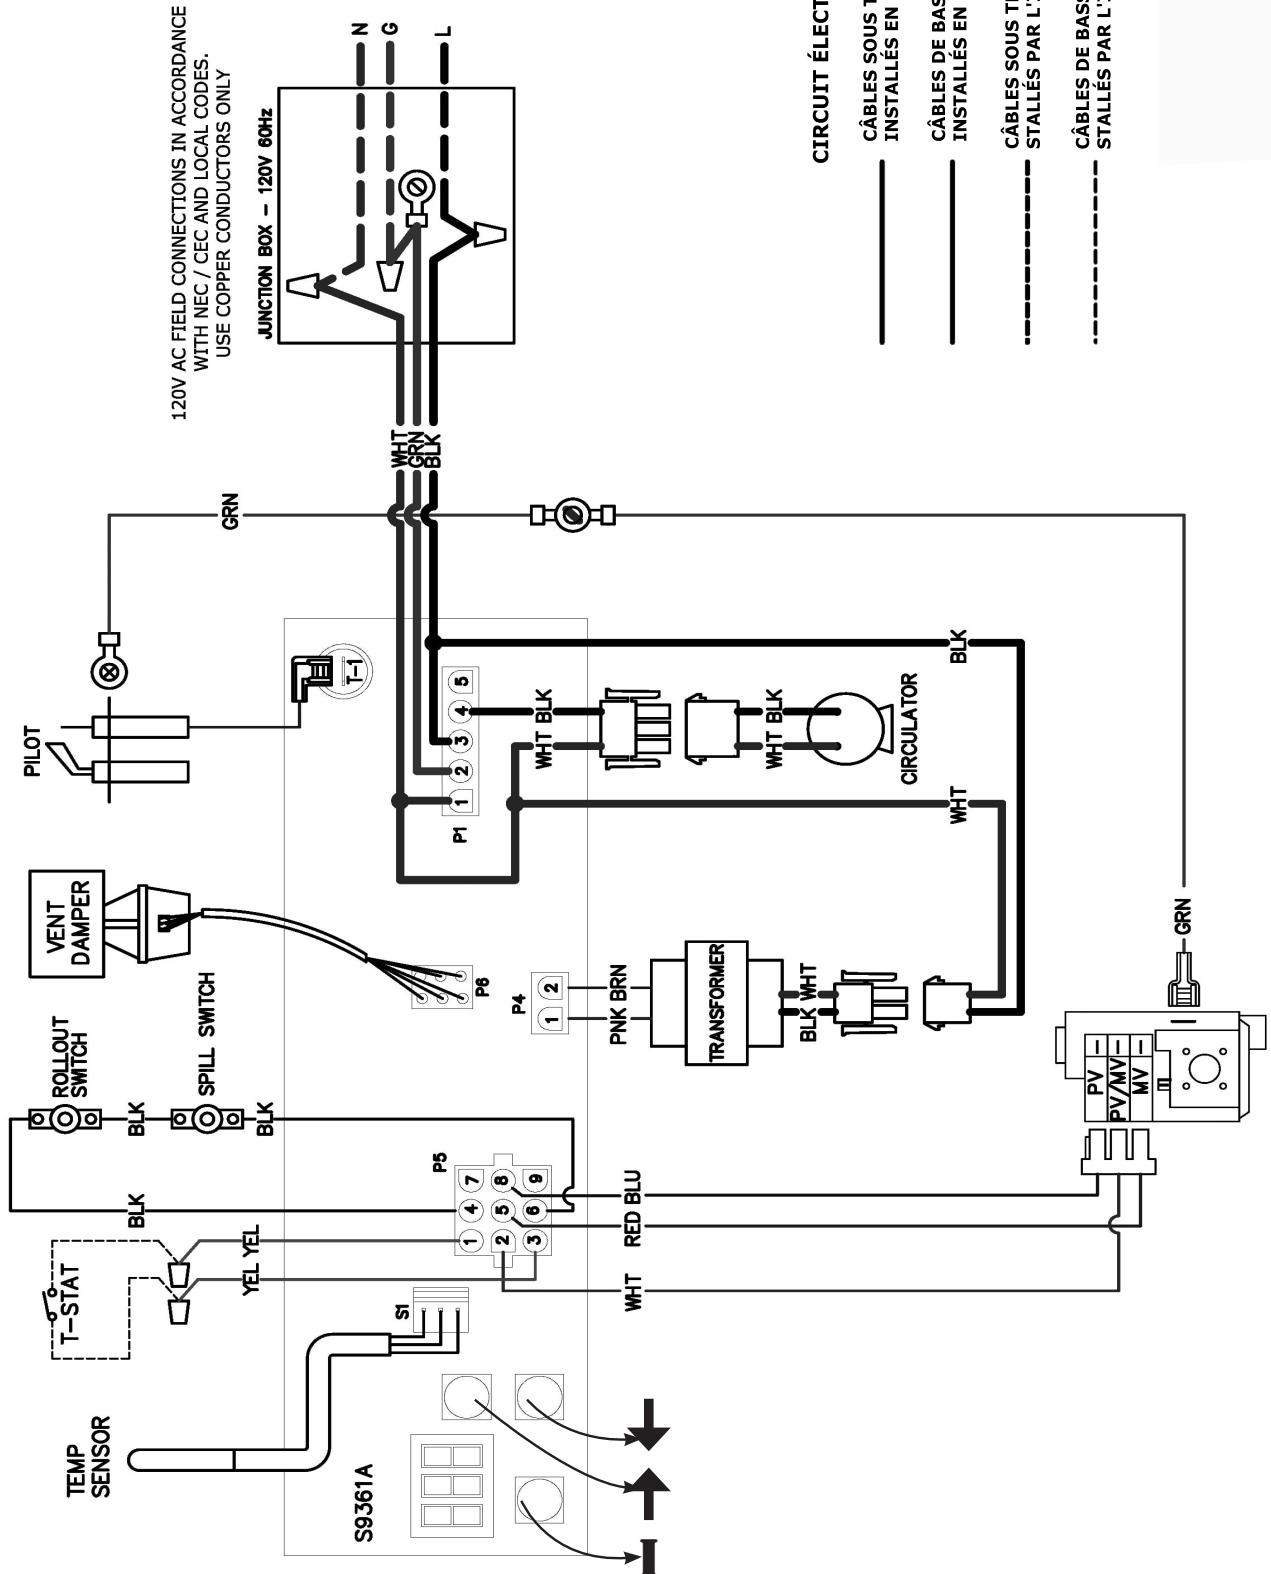 120V AC FIELD CONNECTIONS IN ACCORDANCE
WITH NEC / CEC AND LOCAL CODES.
USE COPPER CONDUCTORS ONLY
JUNCTION BOX – 120V 60Hz
N
G
L
WHT
GRN
BLK
GRN
PILOT
T–1
VENT
DAMPER
ROLLOUT
SWITCH
SPILL SWITCH
BLK
BLK
BLK
T–STAT
YEL
YEL
TEMP
SENSOR
S9361A
S1
P5
1
2
3
4
5
6
7
8
9
P6
P4
1
2
P1
1
2
3
4
5
PNK
BRN
TRANSFORMER
BLK
WHT
WHT
BLK
WHT
BLK
CIRCULATOR
WHT
BLK
WHT
RED
BLU
PV
PV/MV
MV
GRN
CIRCUIT ÉLECT
CÂBLES SOUS T
INSTALLÉS EN
CÂBLES DE BAS
INSTALLÉS EN
CÂBLES SOUS TE
STALLÉS PAR L'I
CÂBLES DE BASS
STALLÉS PAR L'I